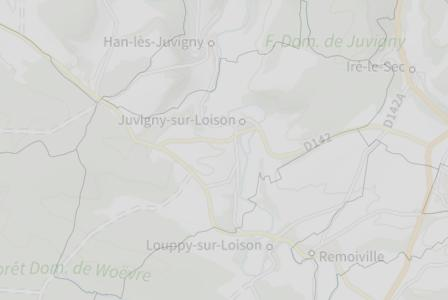 Han-lès-Juvigny
F. Dom. de Juvigny
Iré-le-Sec
D142A
Juvigny-sur-Loison
D142
Louppy-sur-Loison
Remoiville
orêt Dom. de Woëvre